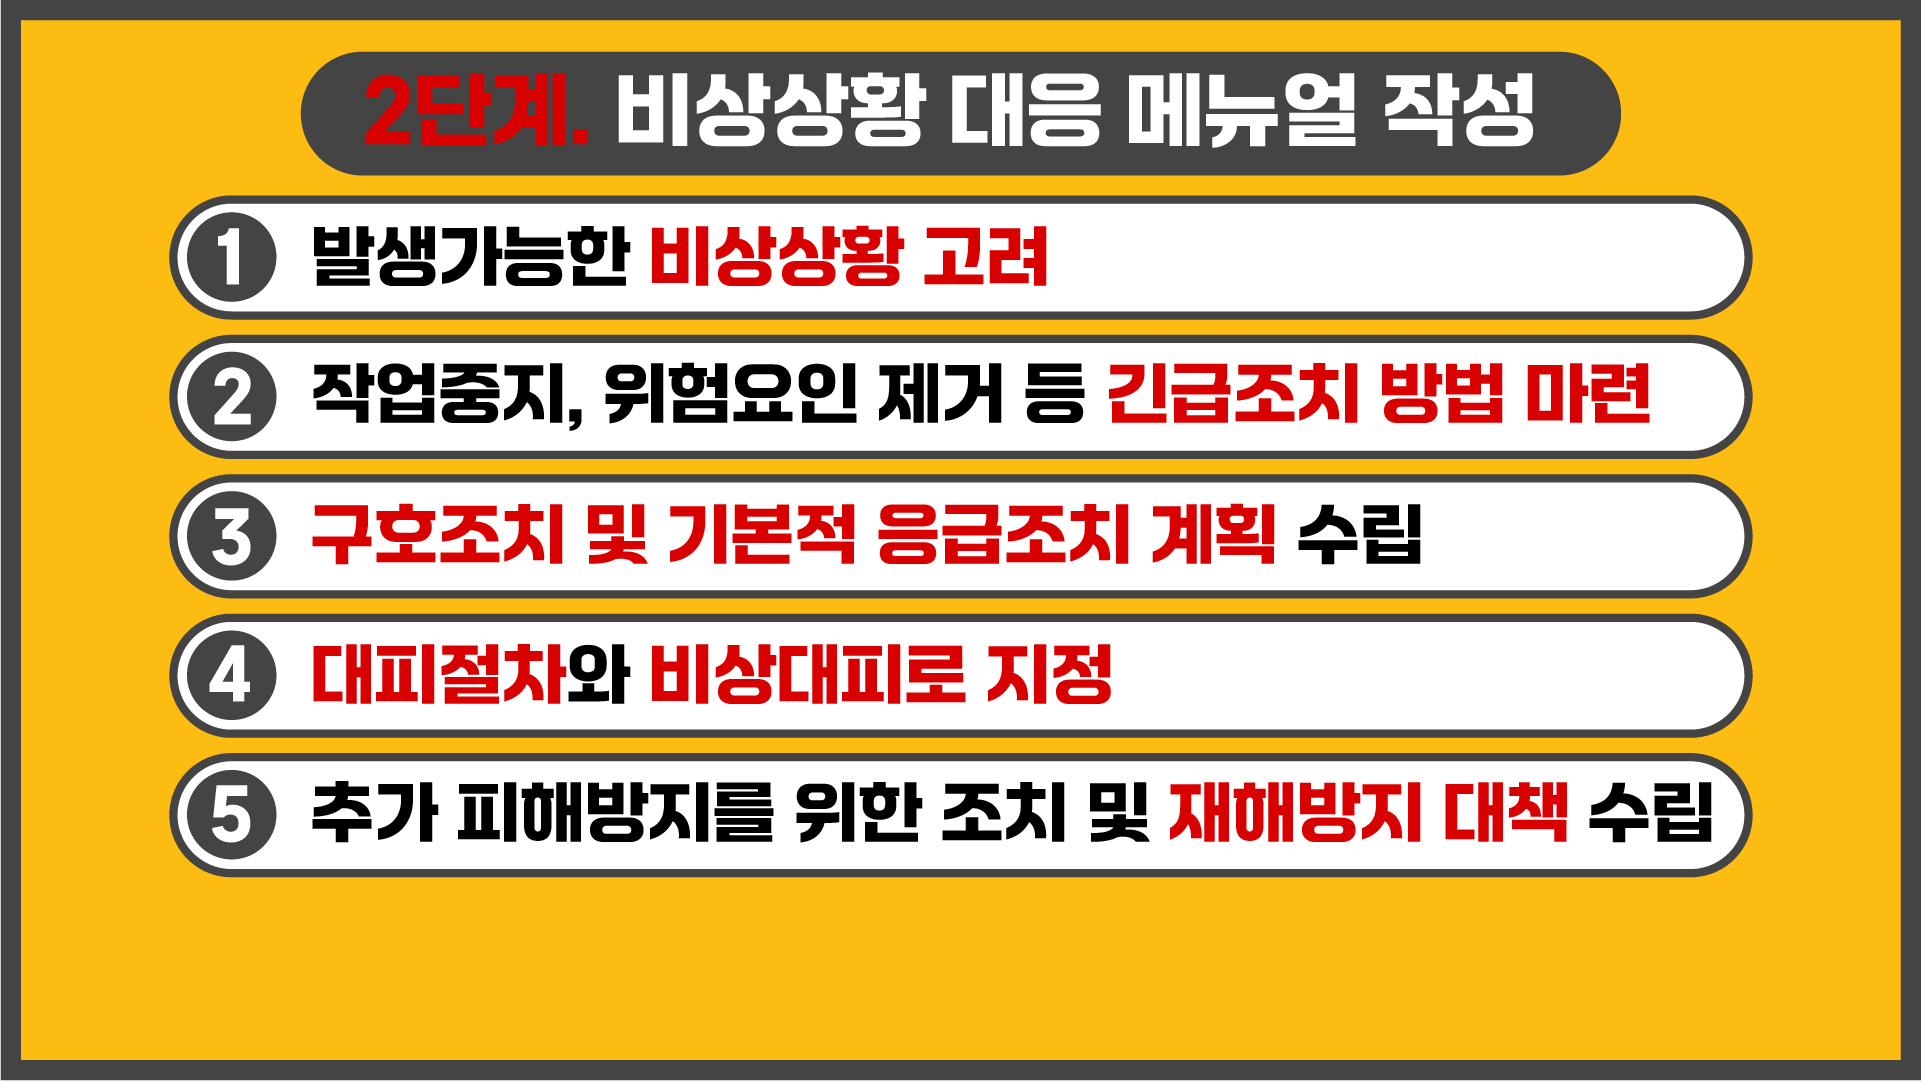 2단계. 비상상황 대응 메뉴얼 작성
1 발생가능한 비상상황 고려
2 작업중지, 위험요인 제거 등 긴급조치 방법 마련
3 구호조치 및 기본적 응급조치 계획 수립
4 대피절차와 비상대피로 지정
5 추가 피해방지를 위한 조치 및 재해방지 대책 수립